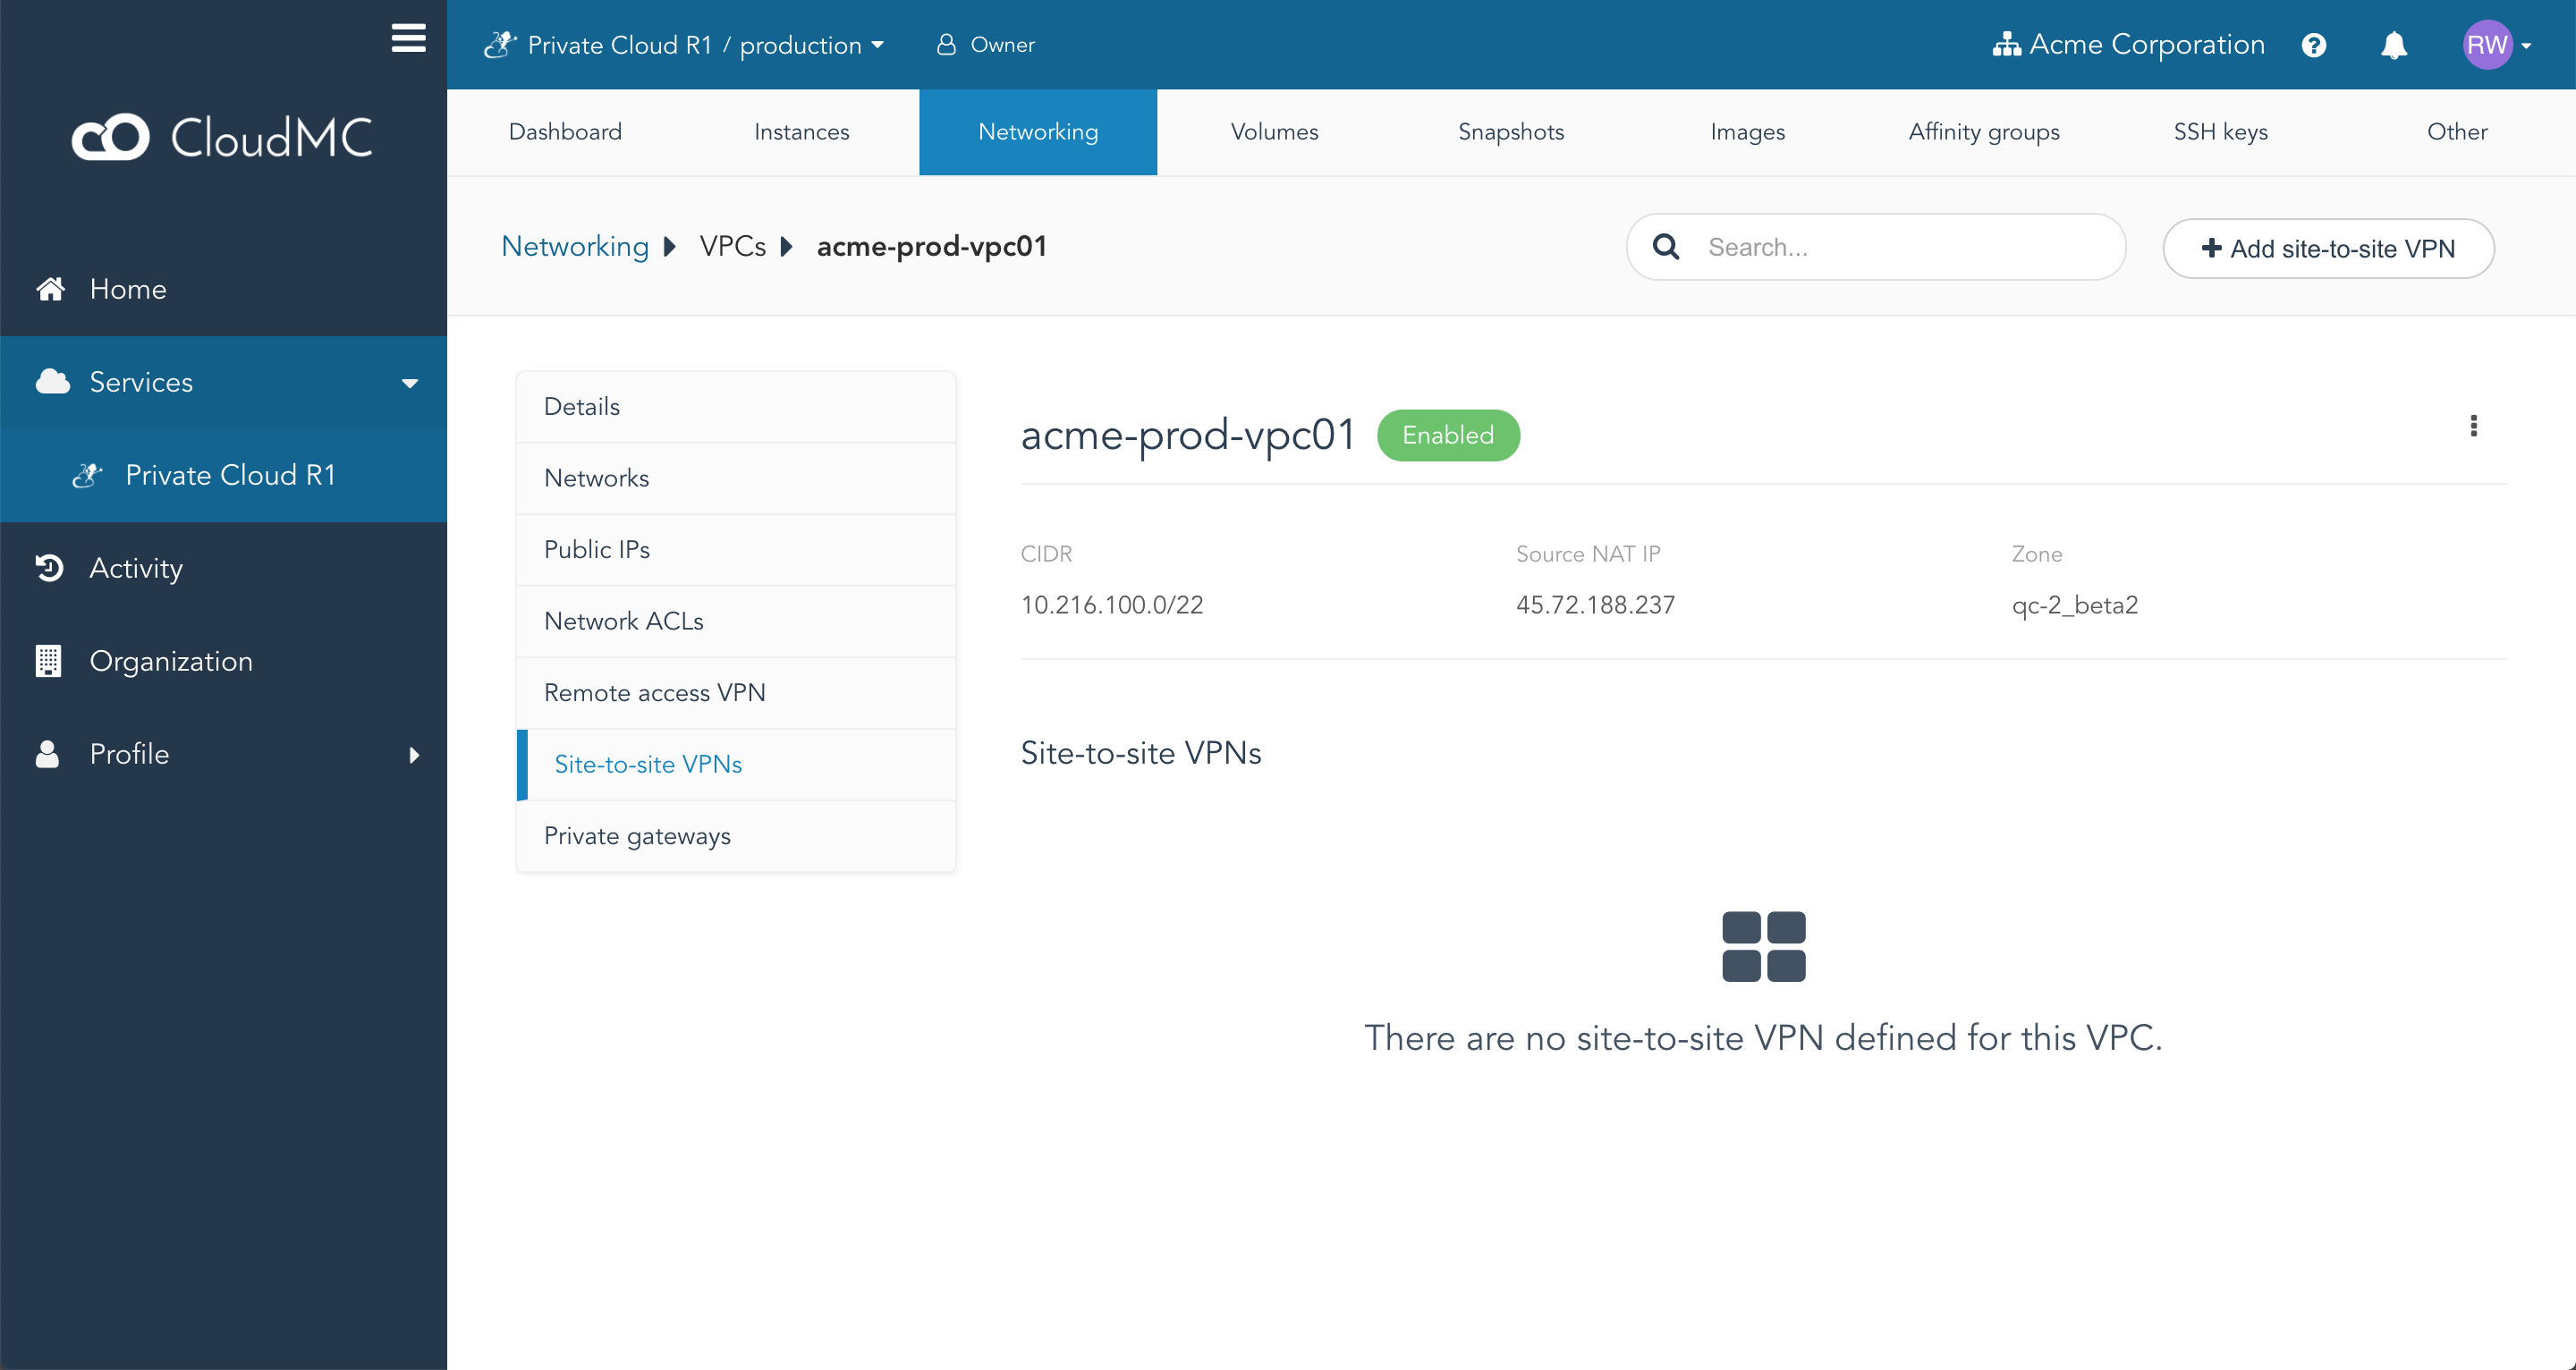 CloudMC
Home
Services
Private Cloud R1
Activity
Organization
Profile
Private Cloud R1 / production
Owner
Acme Corporation
RW
Dashboard
Instances
Networking
Volumes
Snapshots
Images
Affinity groups
SSH keys
Other
Networking VPCs acme-prod-vpc01
Search...
Add site-to-site VPN
Details
Networks
Public IPs
Network ACLs
Remote access VPN
Site-to-site VPNs
Private gateways
acme-prod-vpc01
Enabled
CIDR
10.216.100.0/22
Source NAT IP
45.72.188.237
Zone
qc-2_beta2
Site-to-site VPNs
There are no site-to-site VPN defined for this VPC.